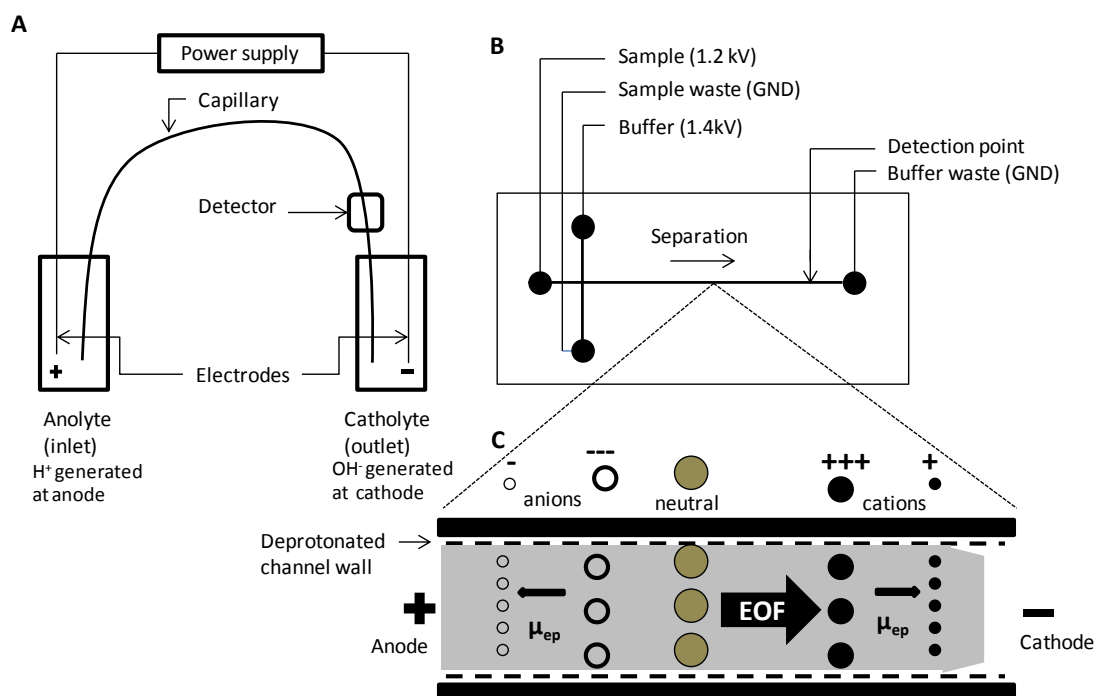 A
Power supply
Capillary
Detector
+
-
Electrodes
Anolyte
(inlet)
H+ generated
at anode
Catholyte
(outlet)
OH- generated
at cathode
B
Sample (1.2 kV)
Sample waste (GND)
Buffer (1.4kV)
Detection point
Buffer waste (GND)
Separation
C
-
---
+++
+
anions
neutral
cations
Deprotonated
channel wall
+
Anode
μep
EOF
μep
-
Cathode